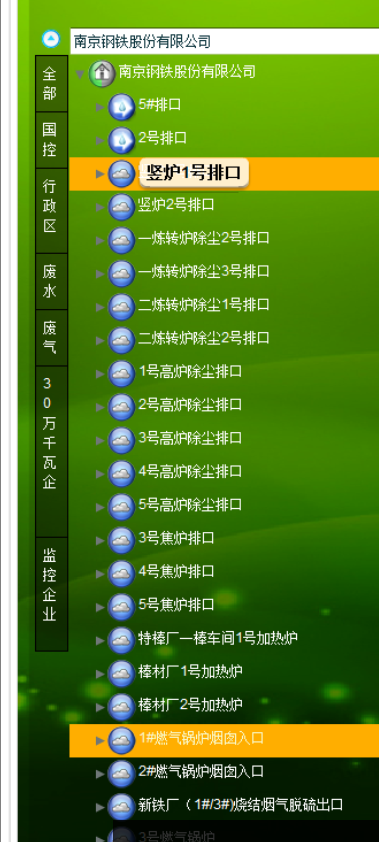 南京钢铁股份有限公司
全部
国控
行政区
废水
废气
30万千瓦企
监控企业
南京钢铁股份有限公司
5#排口
2号排口
竖炉1号排口
竖炉2号排口
一炼转炉除尘2号排口
一炼转炉除尘3号排口
二炼转炉除尘1号排口
二炼转炉除尘2号排口
1号高炉除尘排口
2号高炉除尘排口
3号高炉除尘排口
4号高炉除尘排口
5号高炉除尘排口
3号焦炉排口
4号焦炉排口
5号焦炉排口
特棒厂一棒车间1号加热炉
棒材厂1号加热炉
棒材厂2号加热炉
1#燃气锅炉烟囱入口
2#燃气锅炉烟囱入口
新铁厂（1#/3#)烧结烟气脱硫出口
3号燃气锅炉